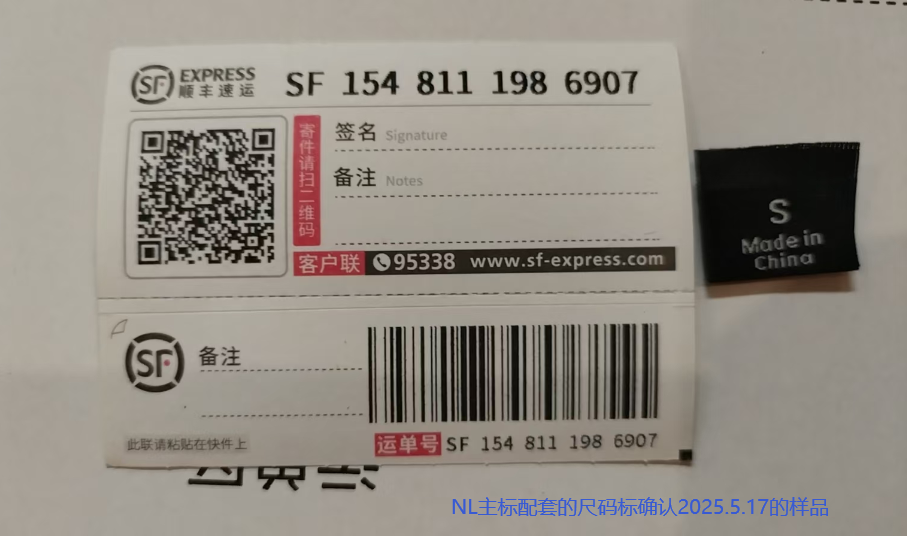 SF EXPRESS
顺丰速运
SF 154 811 198 6907
寄件请扫二维码
签名 Signature
备注 Notes
客户联 95338 www.sf-express.com
S
Made in
China
SF 备注
此联请粘贴在快件上
运单号 SF 154 811 198 6907
NL主标配套的尺码标确认2025.5.17的样品